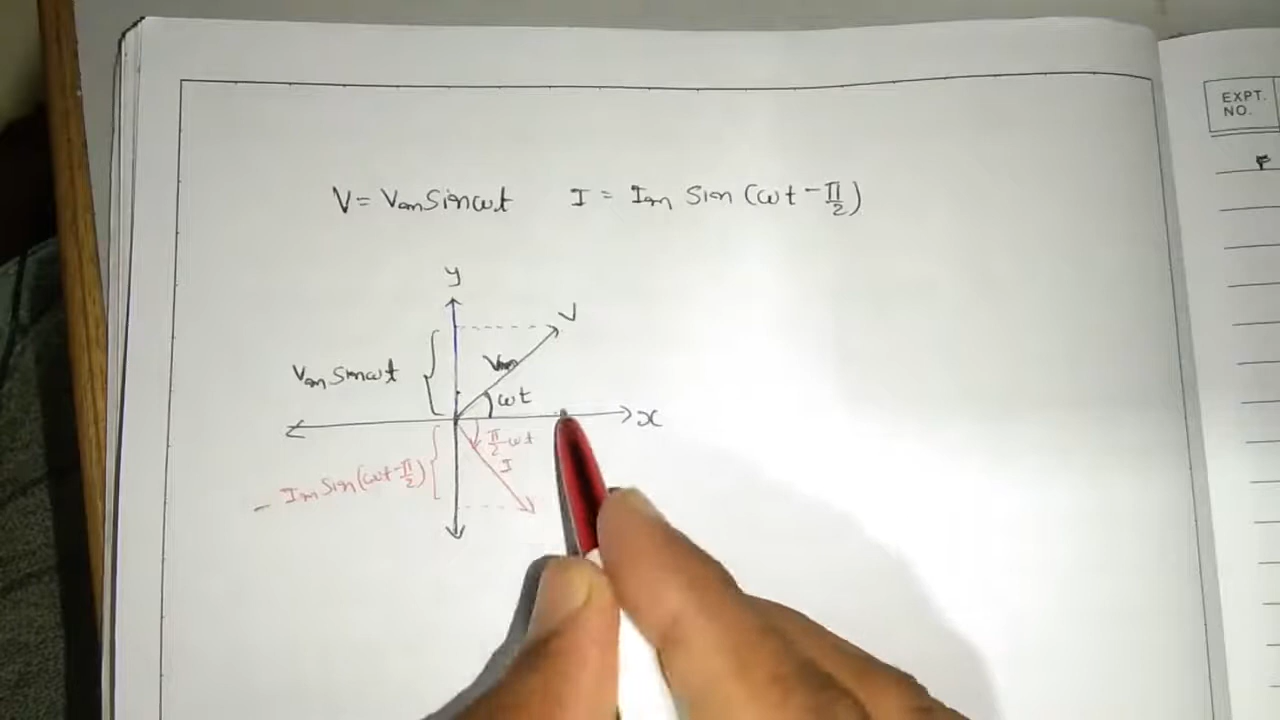 EXPT. NO.
V = Vm Sinωt    I = Im Sin (ωt - π/2)
y
V
Vm
Vm Sinωt
ωt
x
π/2 ωt
I
- Im Sin(ωt-π/2)